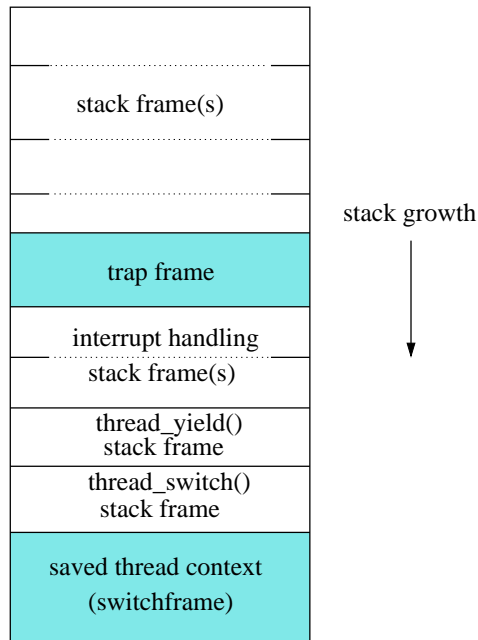 stack frame(s)
stack growth
trap frame
interrupt handling
stack frame(s)
thread_yield()
stack frame
thread_switch()
stack frame
saved thread context
(switchframe)